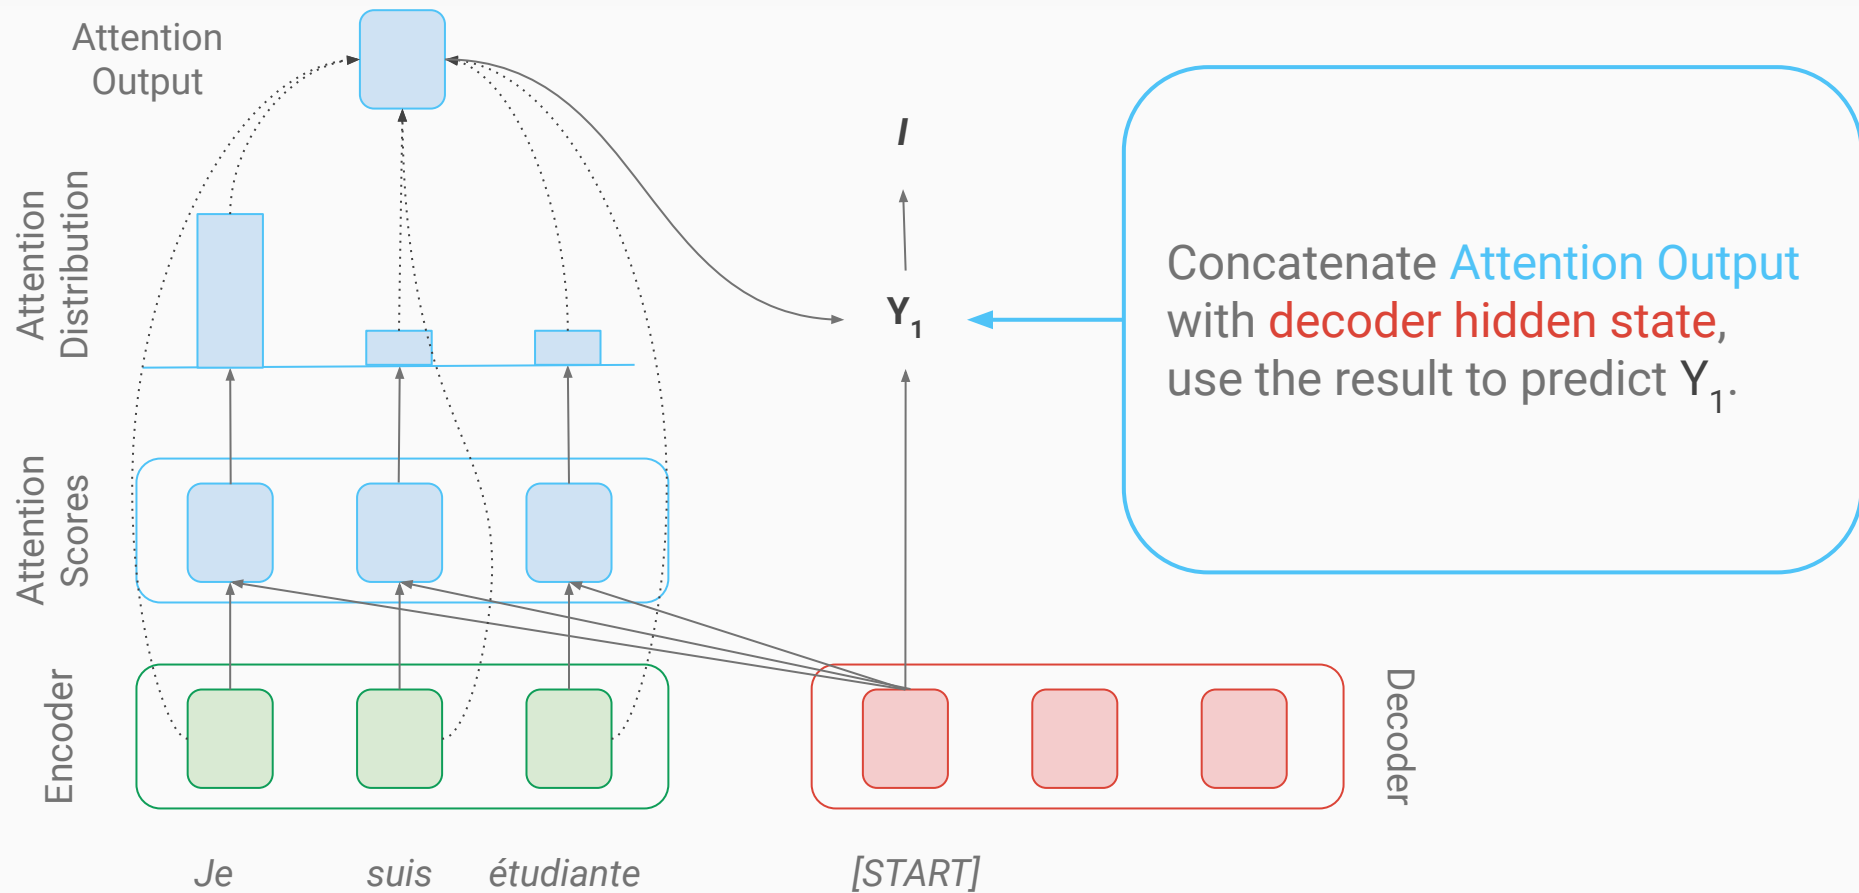 Attention
Output
I
Attention
Distribution
Y1
Concatenate Attention Output
with decoder hidden state,
use the result to predict Y1.
Attention
Scores
Encoder
Decoder
Je suis étudiante [START]